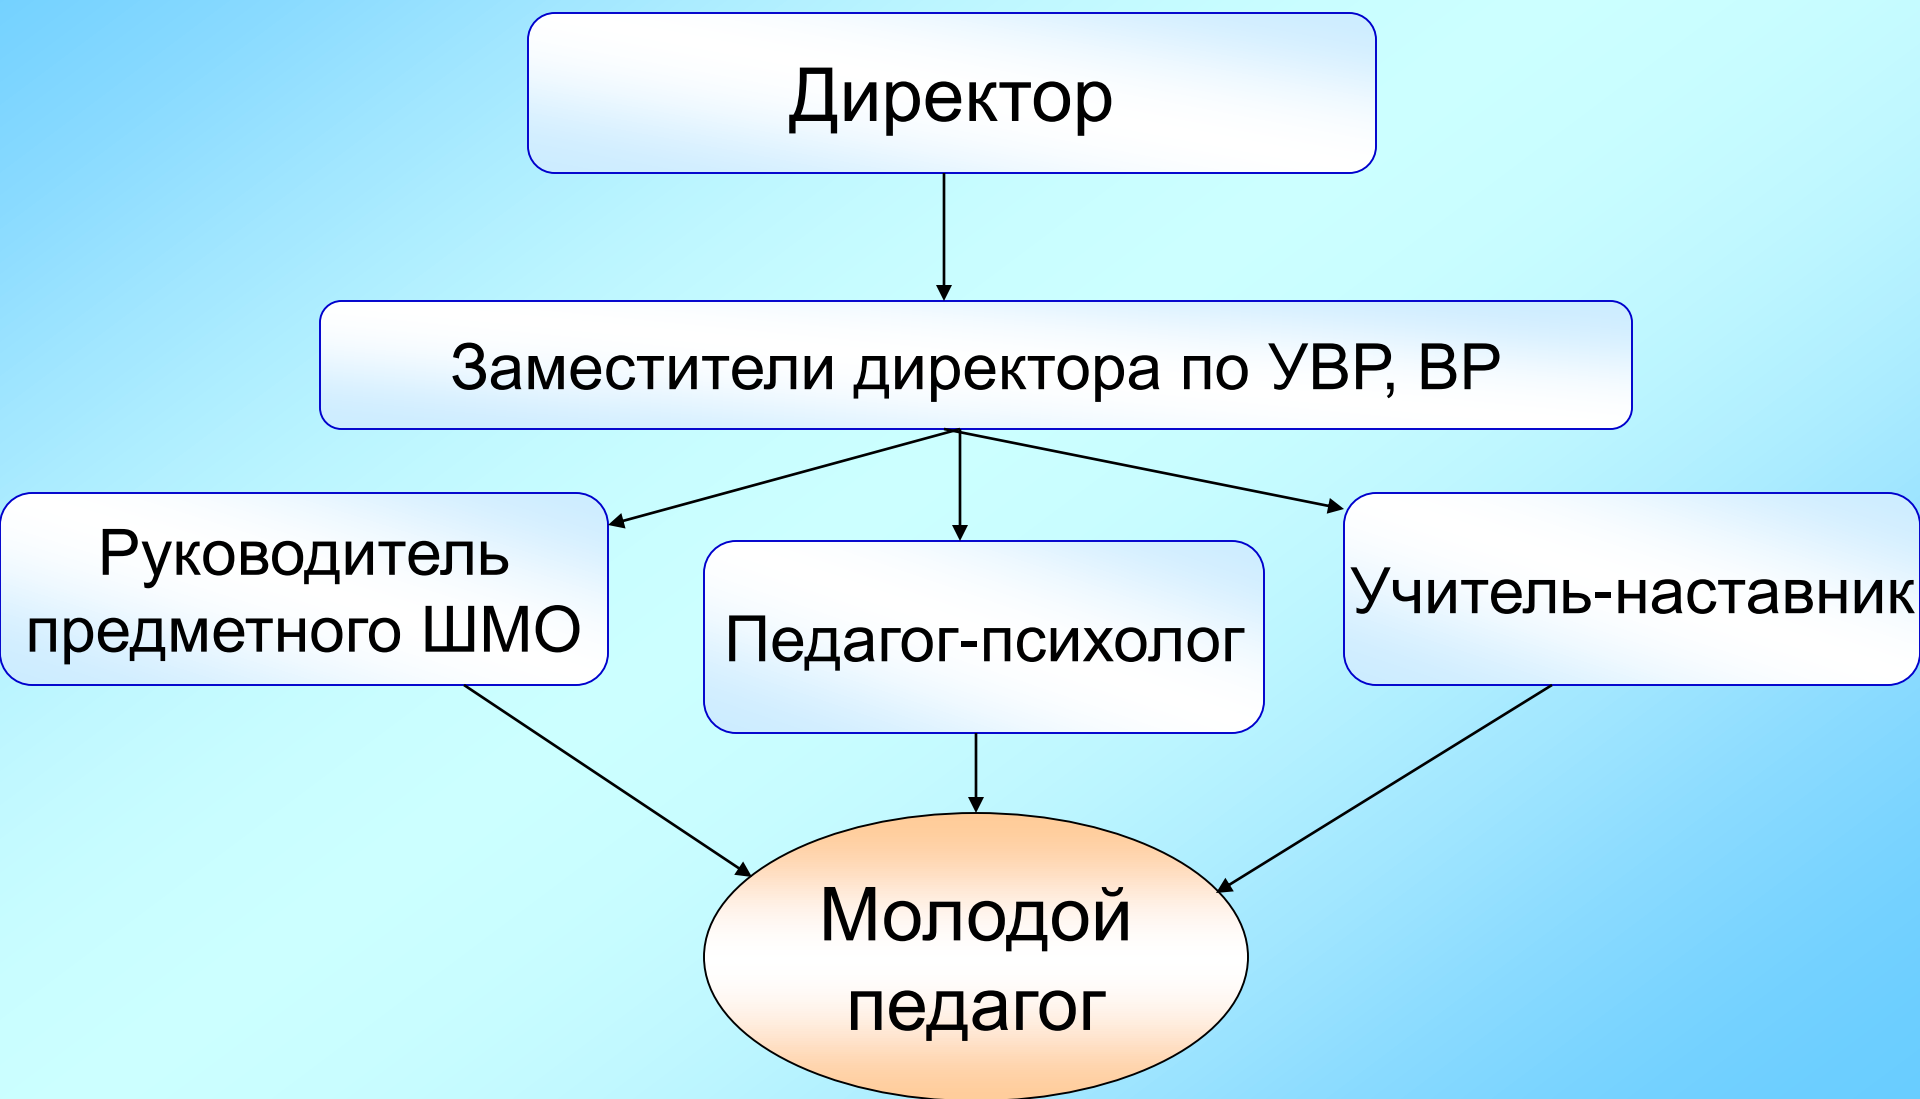 Директор
Заместители директора по УВР, ВР
Руководитель
предметного ШМО
Педагог-психолог
Учитель-наставник
Молодой
педагог